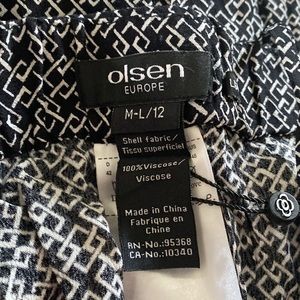 olsen
EUROPE
M-L/12
Shell fabric/
Tissu superficiel
100%Viscose/
Viscose
Made in China
Fabrique en
Chine
RN-No.:95368
CA-No.:10340